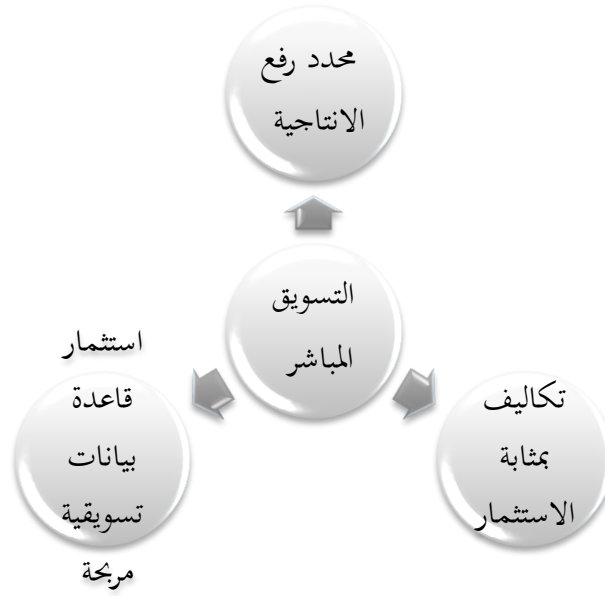 محدد رفع
الانتاجية
التسويق
المباشر
تكاليف
بمثابة
الاستثمار
استثمار
قاعدة
بيانات
تسويقية
مربحة